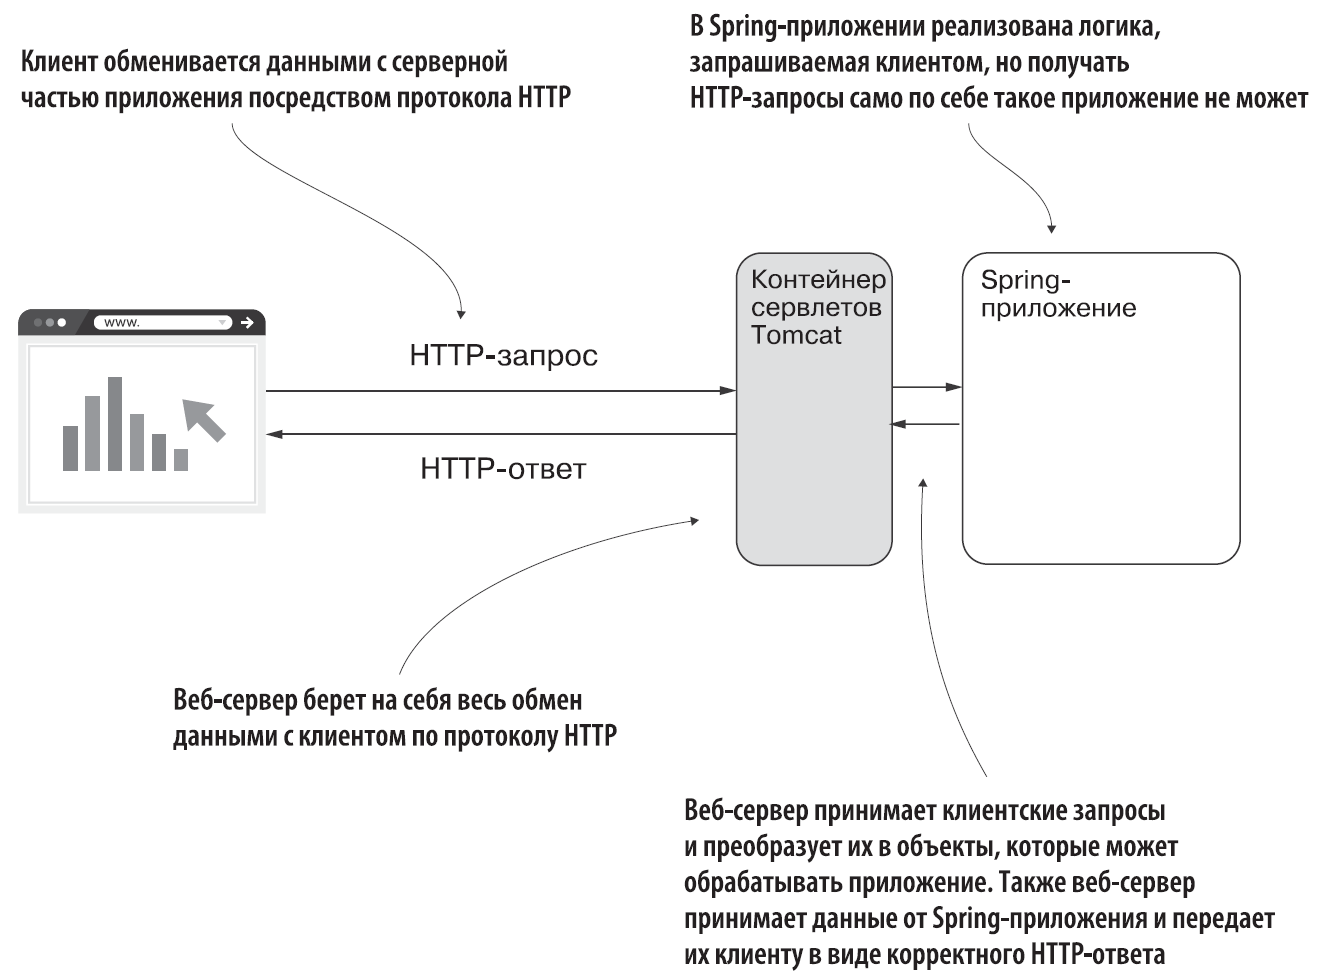 Клиент обменивается данными с серверной
частью приложения посредством протокола HTTP
В Spring-приложении реализована логика,
запрашиваемая клиентом, но получать
HTTP-запросы само по себе такое приложение не может
www.
HTTP-запрос
HTTP-ответ
Контейнер
сервлетов
Tomcat
Spring-
приложение
Веб-сервер берет на себя весь обмен
данными с клиентом по протоколу HTTP
Веб-сервер принимает клиентские запросы
и преобразует их в объекты, которые может
обрабатывать приложение. Также веб-сервер
принимает данные от Spring-приложения и передает
их клиенту в виде корректного HTTP-ответа